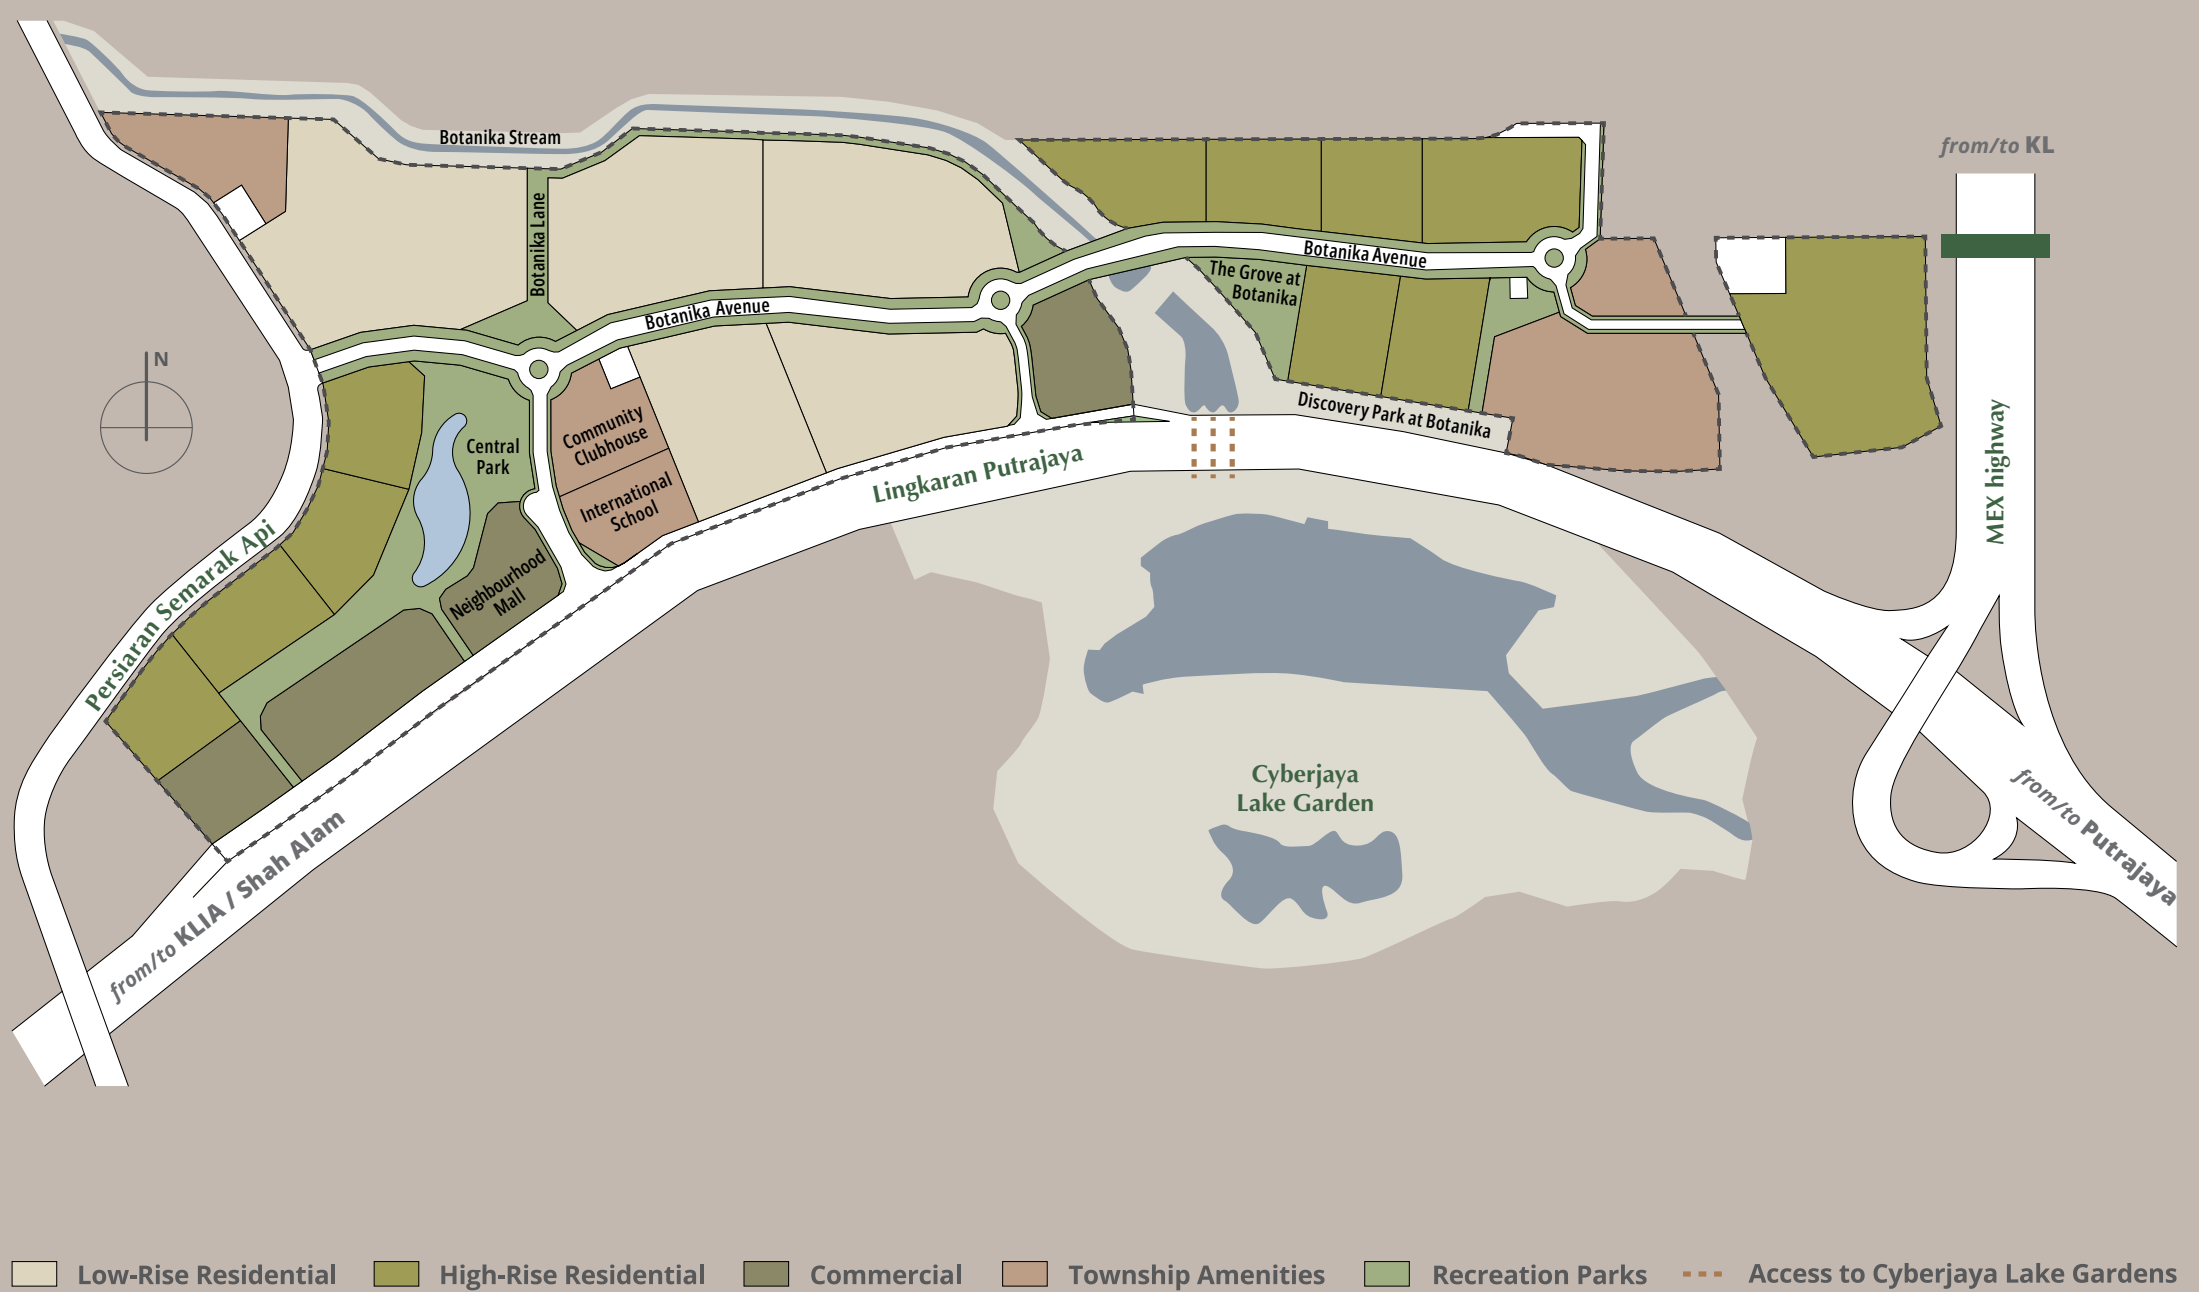 Botanika Stream
from/to KL
Botanika Lane
Botanika Avenue
The Grove at
Botanika
Botanika Avenue
N
Community
Clubhouse
Central
Park
International
School
Discovery Park at Botanika
Lingkaran Putrajaya
MEX highway
Persiaran Semarak Api
Neighbourhood
Mall
Cyberjaya
Lake Garden
from/to Putrajaya
from/to KLIA / Shah Alam
Low-Rise Residential
High-Rise Residential
Commercial
Township Amenities
Recreation Parks
Access to Cyberjaya Lake Gardens